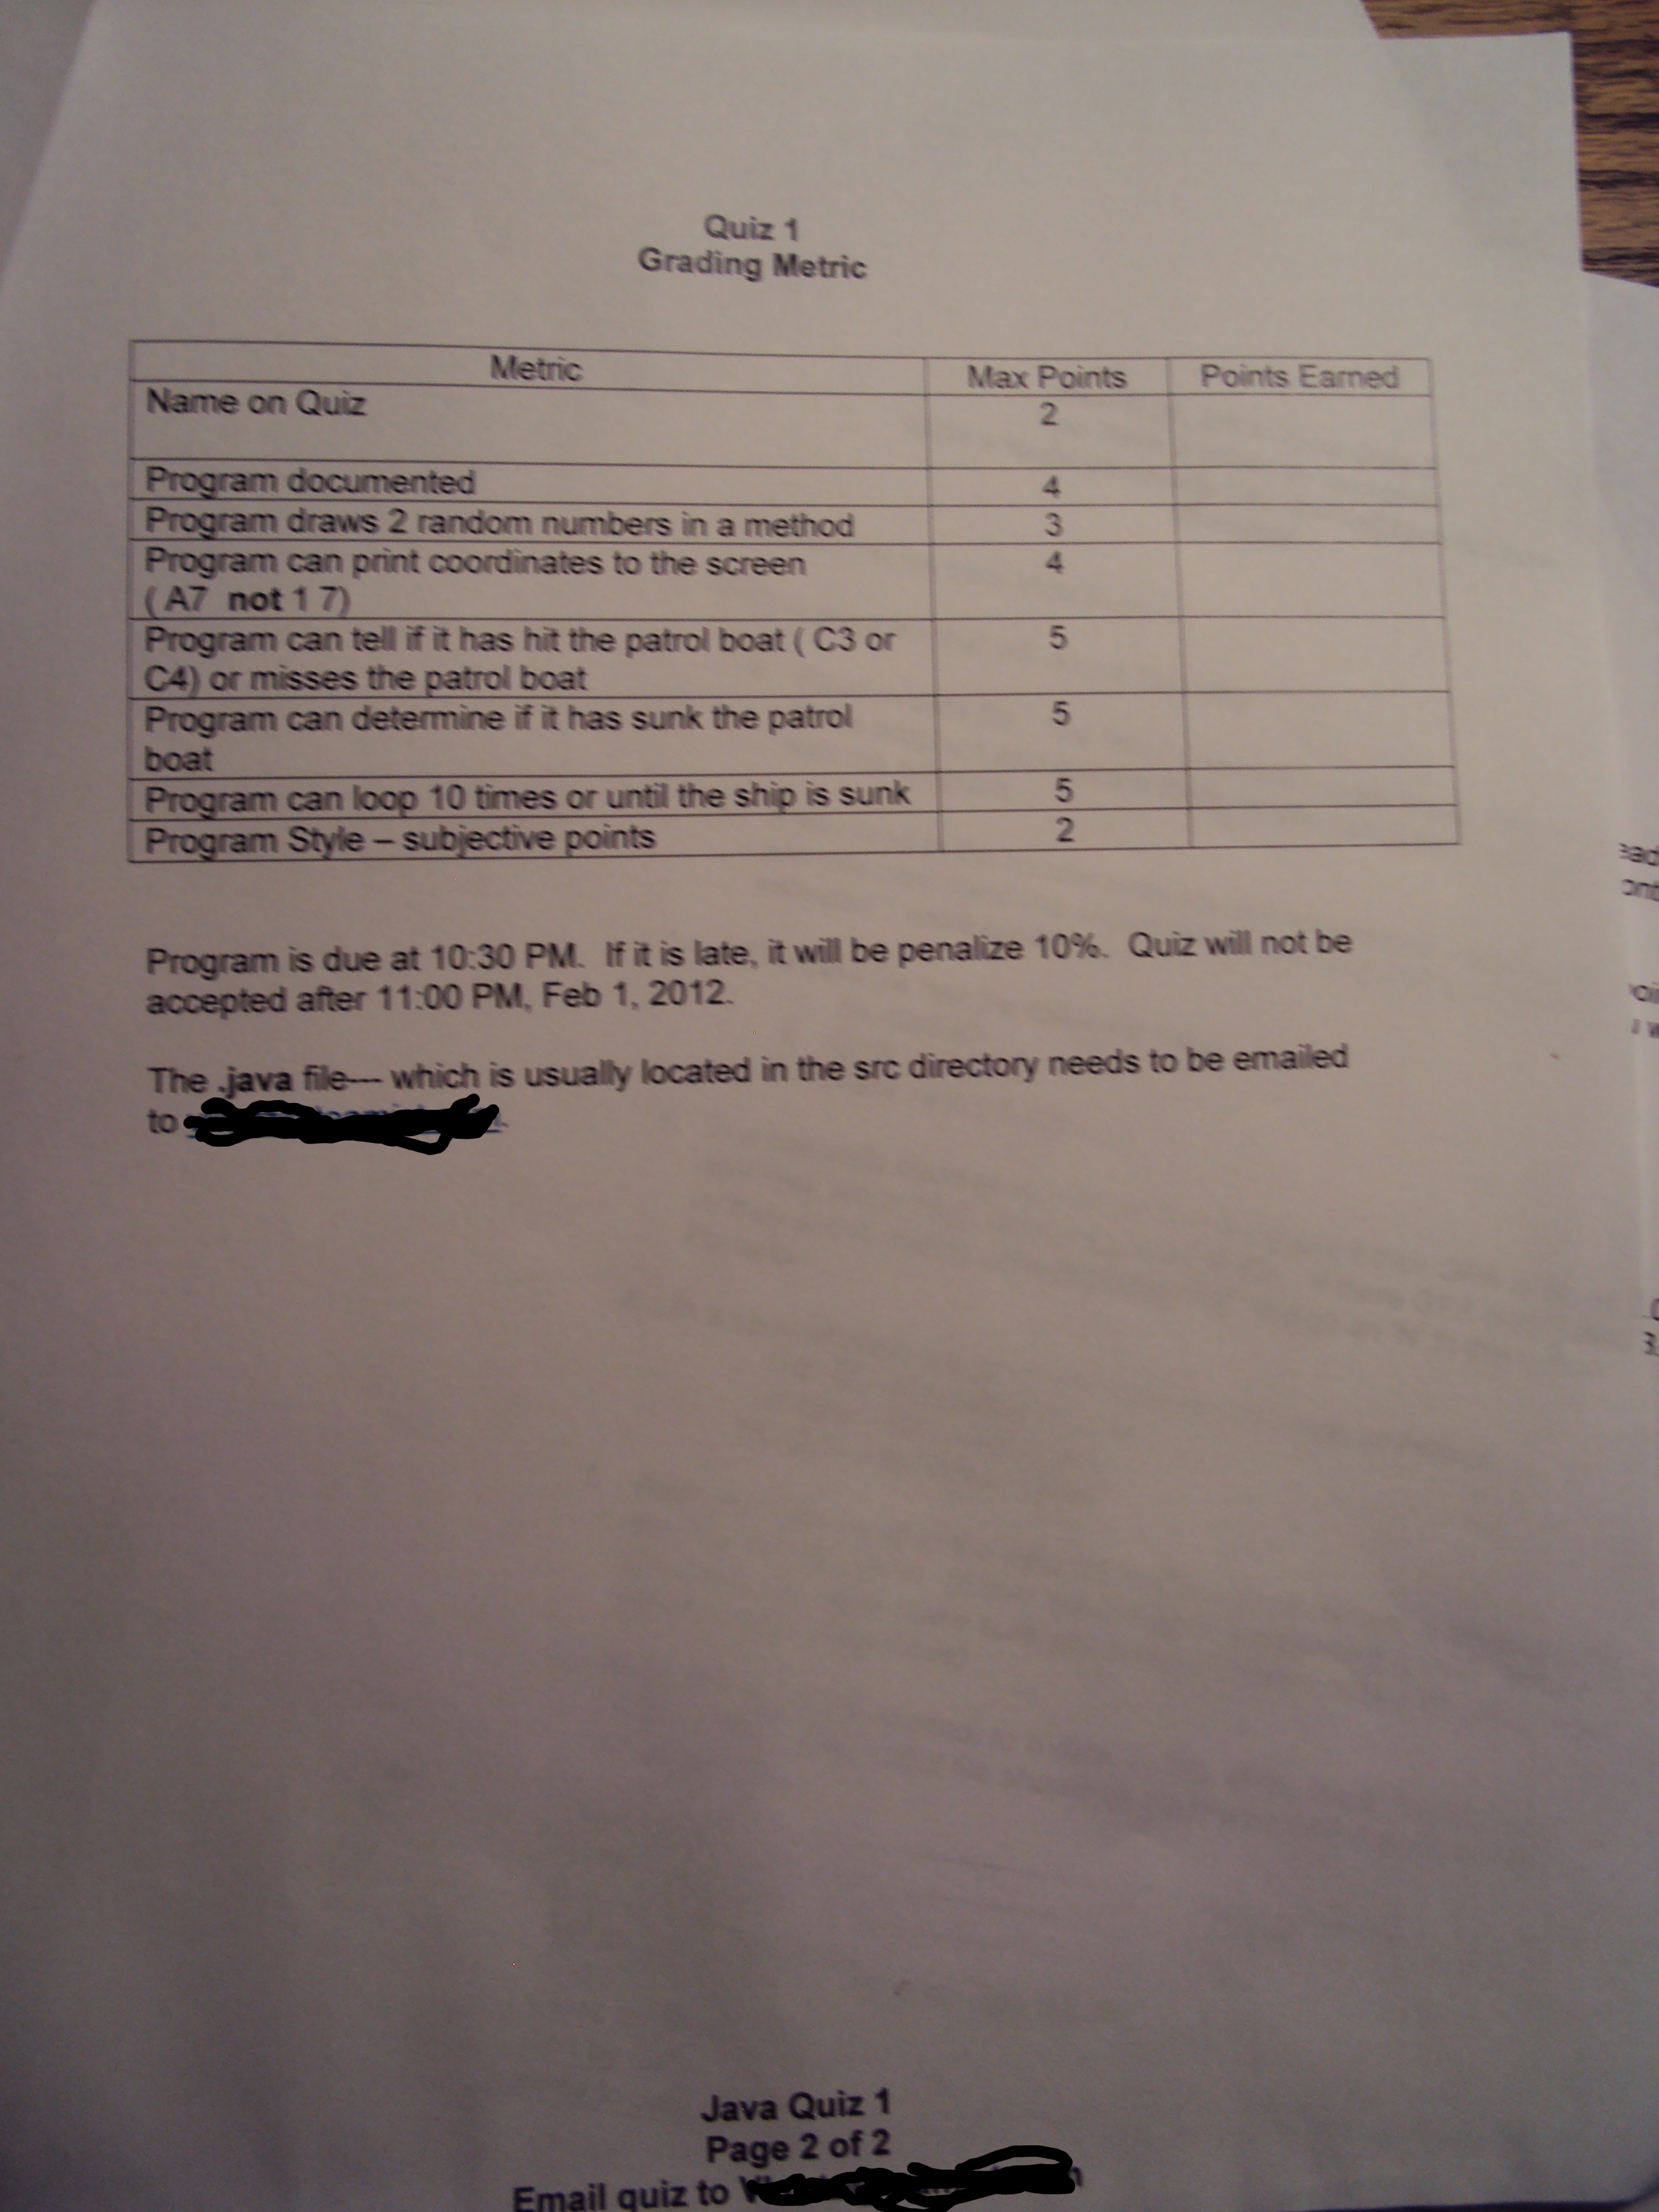 Quiz 1
Grading Metric
Metric Max Points Points Earned
Name on Quiz 2
Program documented 4
Program draws 2 random numbers in a method 3
Program can print coordinates to the screen 4
( A7 not 1 7)
Program can tell if it has hit the patrol boat ( C3 or 5
C4) or misses the patrol boat
Program can determine if it has sunk the patrol 5
boat
Program can loop 10 times or until the ship is sunk 5
Program Style – subjective points 2
Program is due at 10:30 PM. If it is late, it will be penalize 10%. Quiz will not be
accepted after 11:00 PM, Feb 1, 2012.
The .java file--- which is usually located in the src directory needs to be emailed
to
Java Quiz 1
Page 2 of 2
Email quiz to